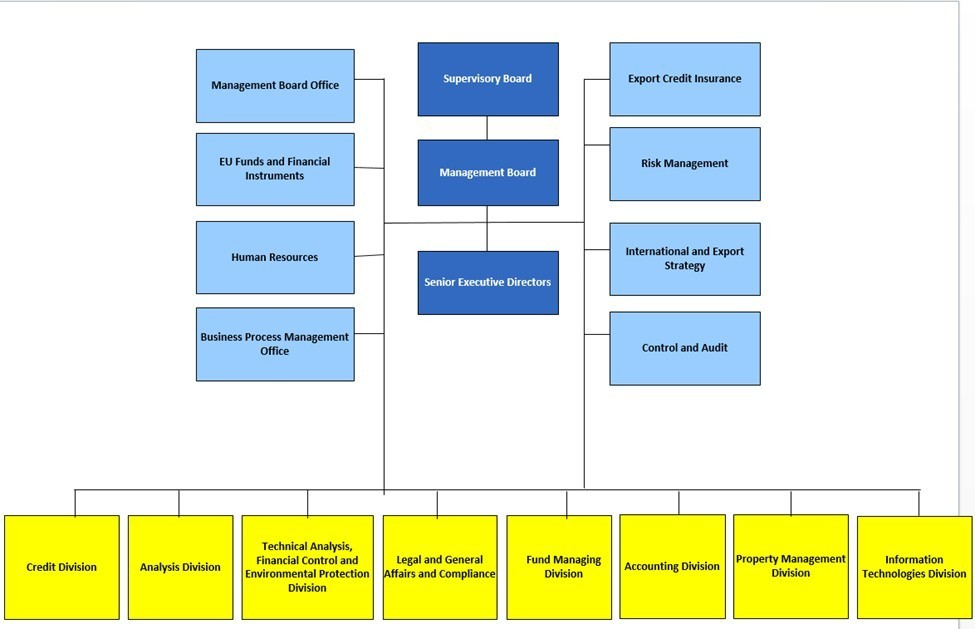 Supervisory Board
Management Board
Senior Executive Directors
Management Board Office
EU Funds and Financial
Instruments
Human Resources
Business Process Management
Office
Export Credit Insurance
Risk Management
International and Export
Strategy
Control and Audit
Credit Division
Analysis Division
Technical Analysis,
Financial Control and
Environmental Protection
Division
Legal and General
Affairs and Compliance
Fund Managing
Division
Accounting Division
Property Management
Division
Information
Technologies Division